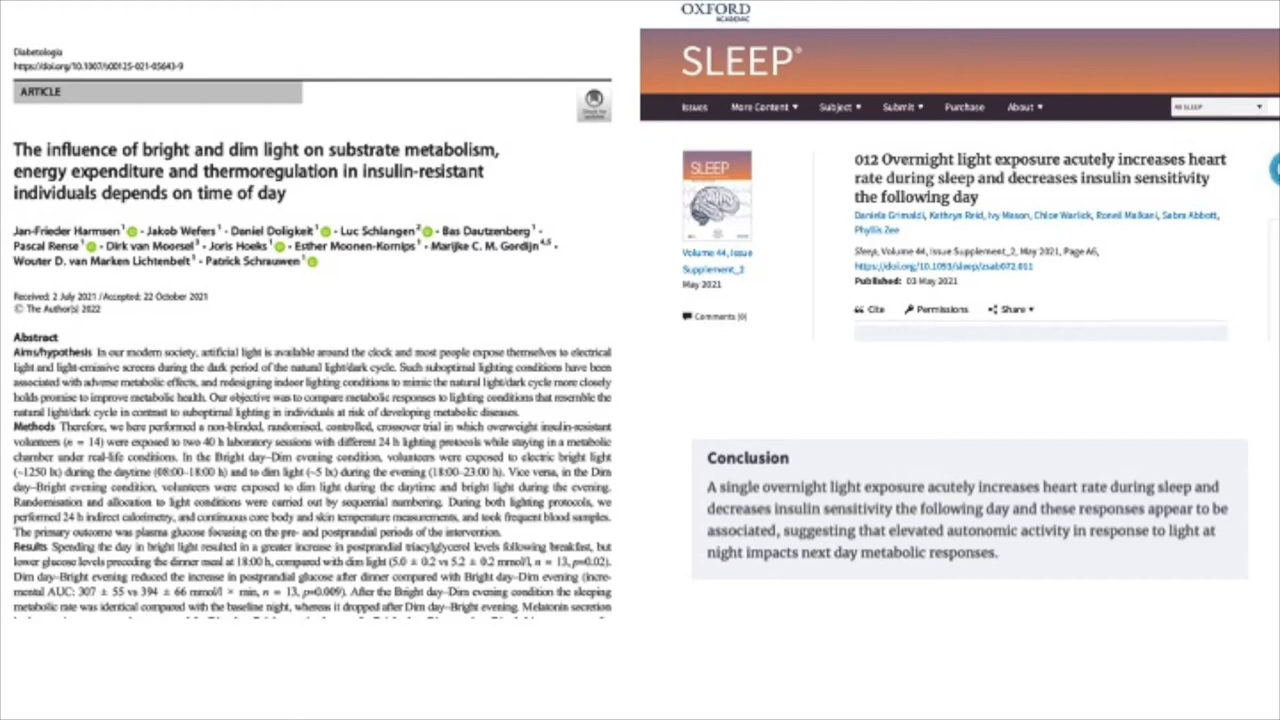 Diabetologia
https://doi.org/10.1007/s00125-021-05643-9
ARTICLE
Check for updates
The influence of bright and dim light on substrate metabolism,
energy expenditure and thermoregulation in insulin-resistant
individuals depends on time of day
Jan-Frieder Harmsen 1 · Jakob Wefers 1 · Daniel Doligkeit 1 · Luc Schlangen 2 · Bas Dautzenberg 1 ·
Pascal Rense 1 · Dirk van Moorsel 3 · Joris Hoeks 1 · Esther Moonen-Kornips 1 · Marijke C. M. Gordijn 4,5 ·
Wouter D. van Marken Lichtenbelt 1 · Patrick Schrauwen 1
Received: 2 July 2021 / Accepted: 22 October 2021
© The Author(s) 2022
Abstract
Aims/hypothesis In our modern society, artificial light is available around the clock and most people expose themselves to electrical
light and light-emissive screens during the dark period of the natural light/dark cycle. Such suboptimal lighting conditions have been
associated with adverse metabolic effects, and redesigning indoor lighting conditions to mimic the natural light/dark cycle more closely
holds promise to improve metabolic health. Our objective was to compare metabolic responses to lighting conditions that resemble the
natural light/dark cycle in contrast to suboptimal lighting in individuals at risk of developing metabolic diseases.
Methods Therefore, we here performed a non-blinded, randomised, controlled, crossover trial in which overweight insulin-resistant
volunteers (n = 14) were exposed to two 40 h laboratory sessions with different 24 h lighting protocols while staying in a metabolic
chamber under real-life conditions. In the Bright day–Dim evening condition, volunteers were exposed to electric bright light
(~1250 lx) during the daytime (08:00–18:00 h) and to dim light (~5 lx) during the evening (18:00–23:00 h). Vice versa, in the Dim
day–Bright evening condition, volunteers were exposed to dim light during the daytime and bright light during the evening.
Randomisation and allocation to light conditions were carried out by sequential numbering. During both lighting protocols, we
performed 24 h indirect calorimetry, and continuous core body and skin temperature measurements, and took frequent blood samples.
The primary outcome was plasma glucose focusing on the pre- and postprandial periods of the intervention.
Results Spending the day in bright light resulted in a greater increase in postprandial triacylglycerol levels following breakfast, but
lower glucose levels preceding the dinner meal at 18:00 h, compared with dim light (5.0 ± 0.2 vs 5.2 ± 0.2 mmol/l, n = 13, p=0.02).
Dim day–Bright evening reduced the increase in postprandial glucose after dinner compared with Bright day–Dim evening (incre-
mental AUC: 307 ± 55 vs 394 ± 66 mmol/l × min, n = 13, p=0.009). After the Bright day–Dim evening condition the sleeping
metabolic rate was identical compared with the baseline night, whereas it dropped after Dim day–Bright evening. Melatonin secretion
OXFORD
ACADEMIC
SLEEP®
Issues More Content ▼ Subject ▼ Submit ▼ Purchase About ▼ All SLEEP ▼
SLEEP
Volume 44, Issue
Supplement_2
May 2021
Comments (0)
012 Overnight light exposure acutely increases heart
rate during sleep and decreases insulin sensitivity
the following day
Daniela Grimaldi, Kathryn Reid, Ivy Mason, Chloe Warlick, Roneil Malkani, Sabra Abbott,
Phyllis Zee
Sleep, Volume 44, Issue Supplement_2, May 2021, Page A6,
https://doi.org/10.1093/sleep/zsab072.011
Published: 03 May 2021
Cite Permissions Share ▼
Conclusion
A single overnight light exposure acutely increases heart rate during sleep and
decreases insulin sensitivity the following day and these responses appear to be
associated, suggesting that elevated autonomic activity in response to light at
night impacts next day metabolic responses.